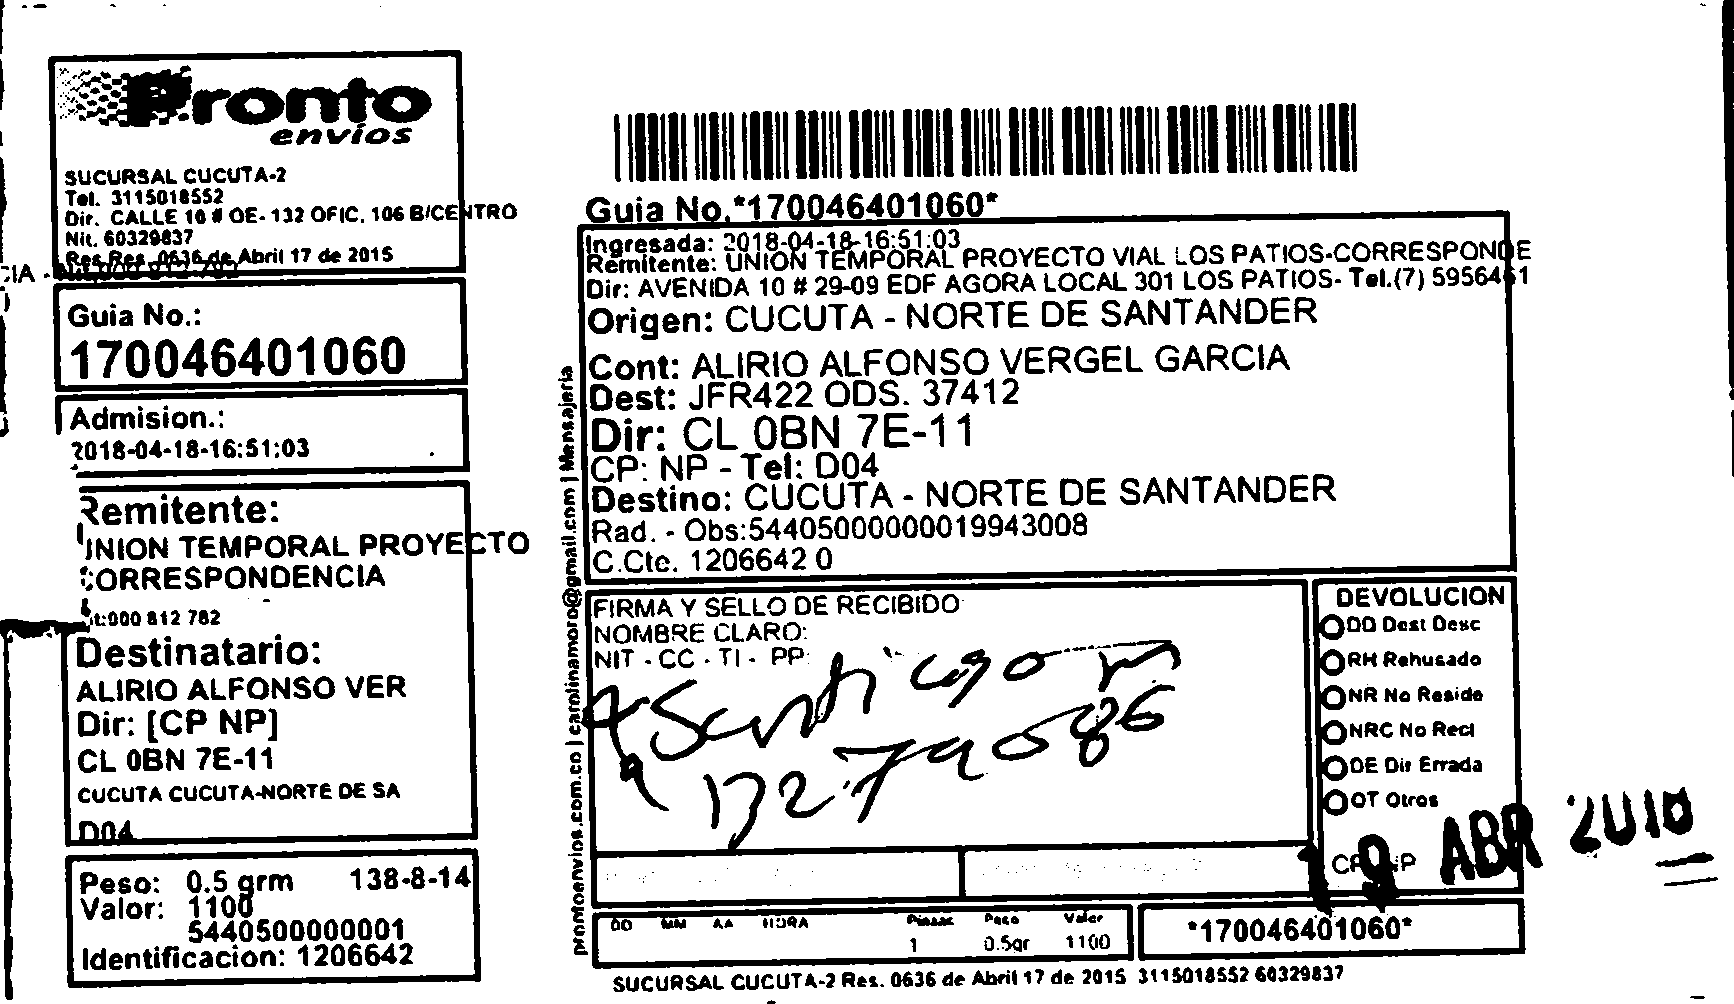 Pronto
envios
SUCURSAL CUCUTA-2
Tel. 3115018552
Dir. CALLE 10 # OE-132 OFIC. 106 B/CENTRO
Nit. 60329837
Res.Res. 0636 de Abril 17 de 2015
Guia No.:
170046401060
Admision.:
2018-04-18-16:51:03
Remitente:
UNION TEMPORAL PROYECTO
CORRESPONDENCIA
t:000 812 782
Destinatario:
ALIRIO ALFONSO VER
Dir: [CP NP]
CL 0BN 7E-11
CUCUTA CUCUTA-NORTE DE SA
D04
Peso: 0.5 grm 138-8-14
Valor: 1100
5440500000001
Identificacion: 1206642
prontoenvios.com.co | carolinamoro@gmail.com | Mensajeria
Guia No.*170046401060*
Ingresada: 2018-04-18-16:51:03
Remitente: UNION TEMPORAL PROYECTO VIAL LOS PATIOS-CORRESPONDE
Dir: AVENIDA 10 # 29-09 EDF AGORA LOCAL 301 LOS PATIOS- Tel.(7) 5956461
Origen: CUCUTA - NORTE DE SANTANDER
Cont: ALIRIO ALFONSO VERGEL GARCIA
Dest: JFR422 ODS. 37412
Dir: CL 0BN 7E-11
CP: NP - Tel: D04
Destino: CUCUTA - NORTE DE SANTANDER
Rad. - Obs:54405000000019943008
C.Cte. 1206642 0
FIRMA Y SELLO DE RECIBIDO
NOMBRE CLARO:
NIT - CC - TI - PP:
Santiago m
DEVOLUCION
DD Dest Desc
RH Rehusado
NR No Reside
NRC No Recl
DE Dir Errada
OT Otros
19 ABR 2018
DD MM AA HORA Piezas Peso Valor
1 0.5gr 1100
*170046401060*
SUCURSAL CUCUTA-2 Res. 0636 de Abril 17 de 2015 3115018552 60329837